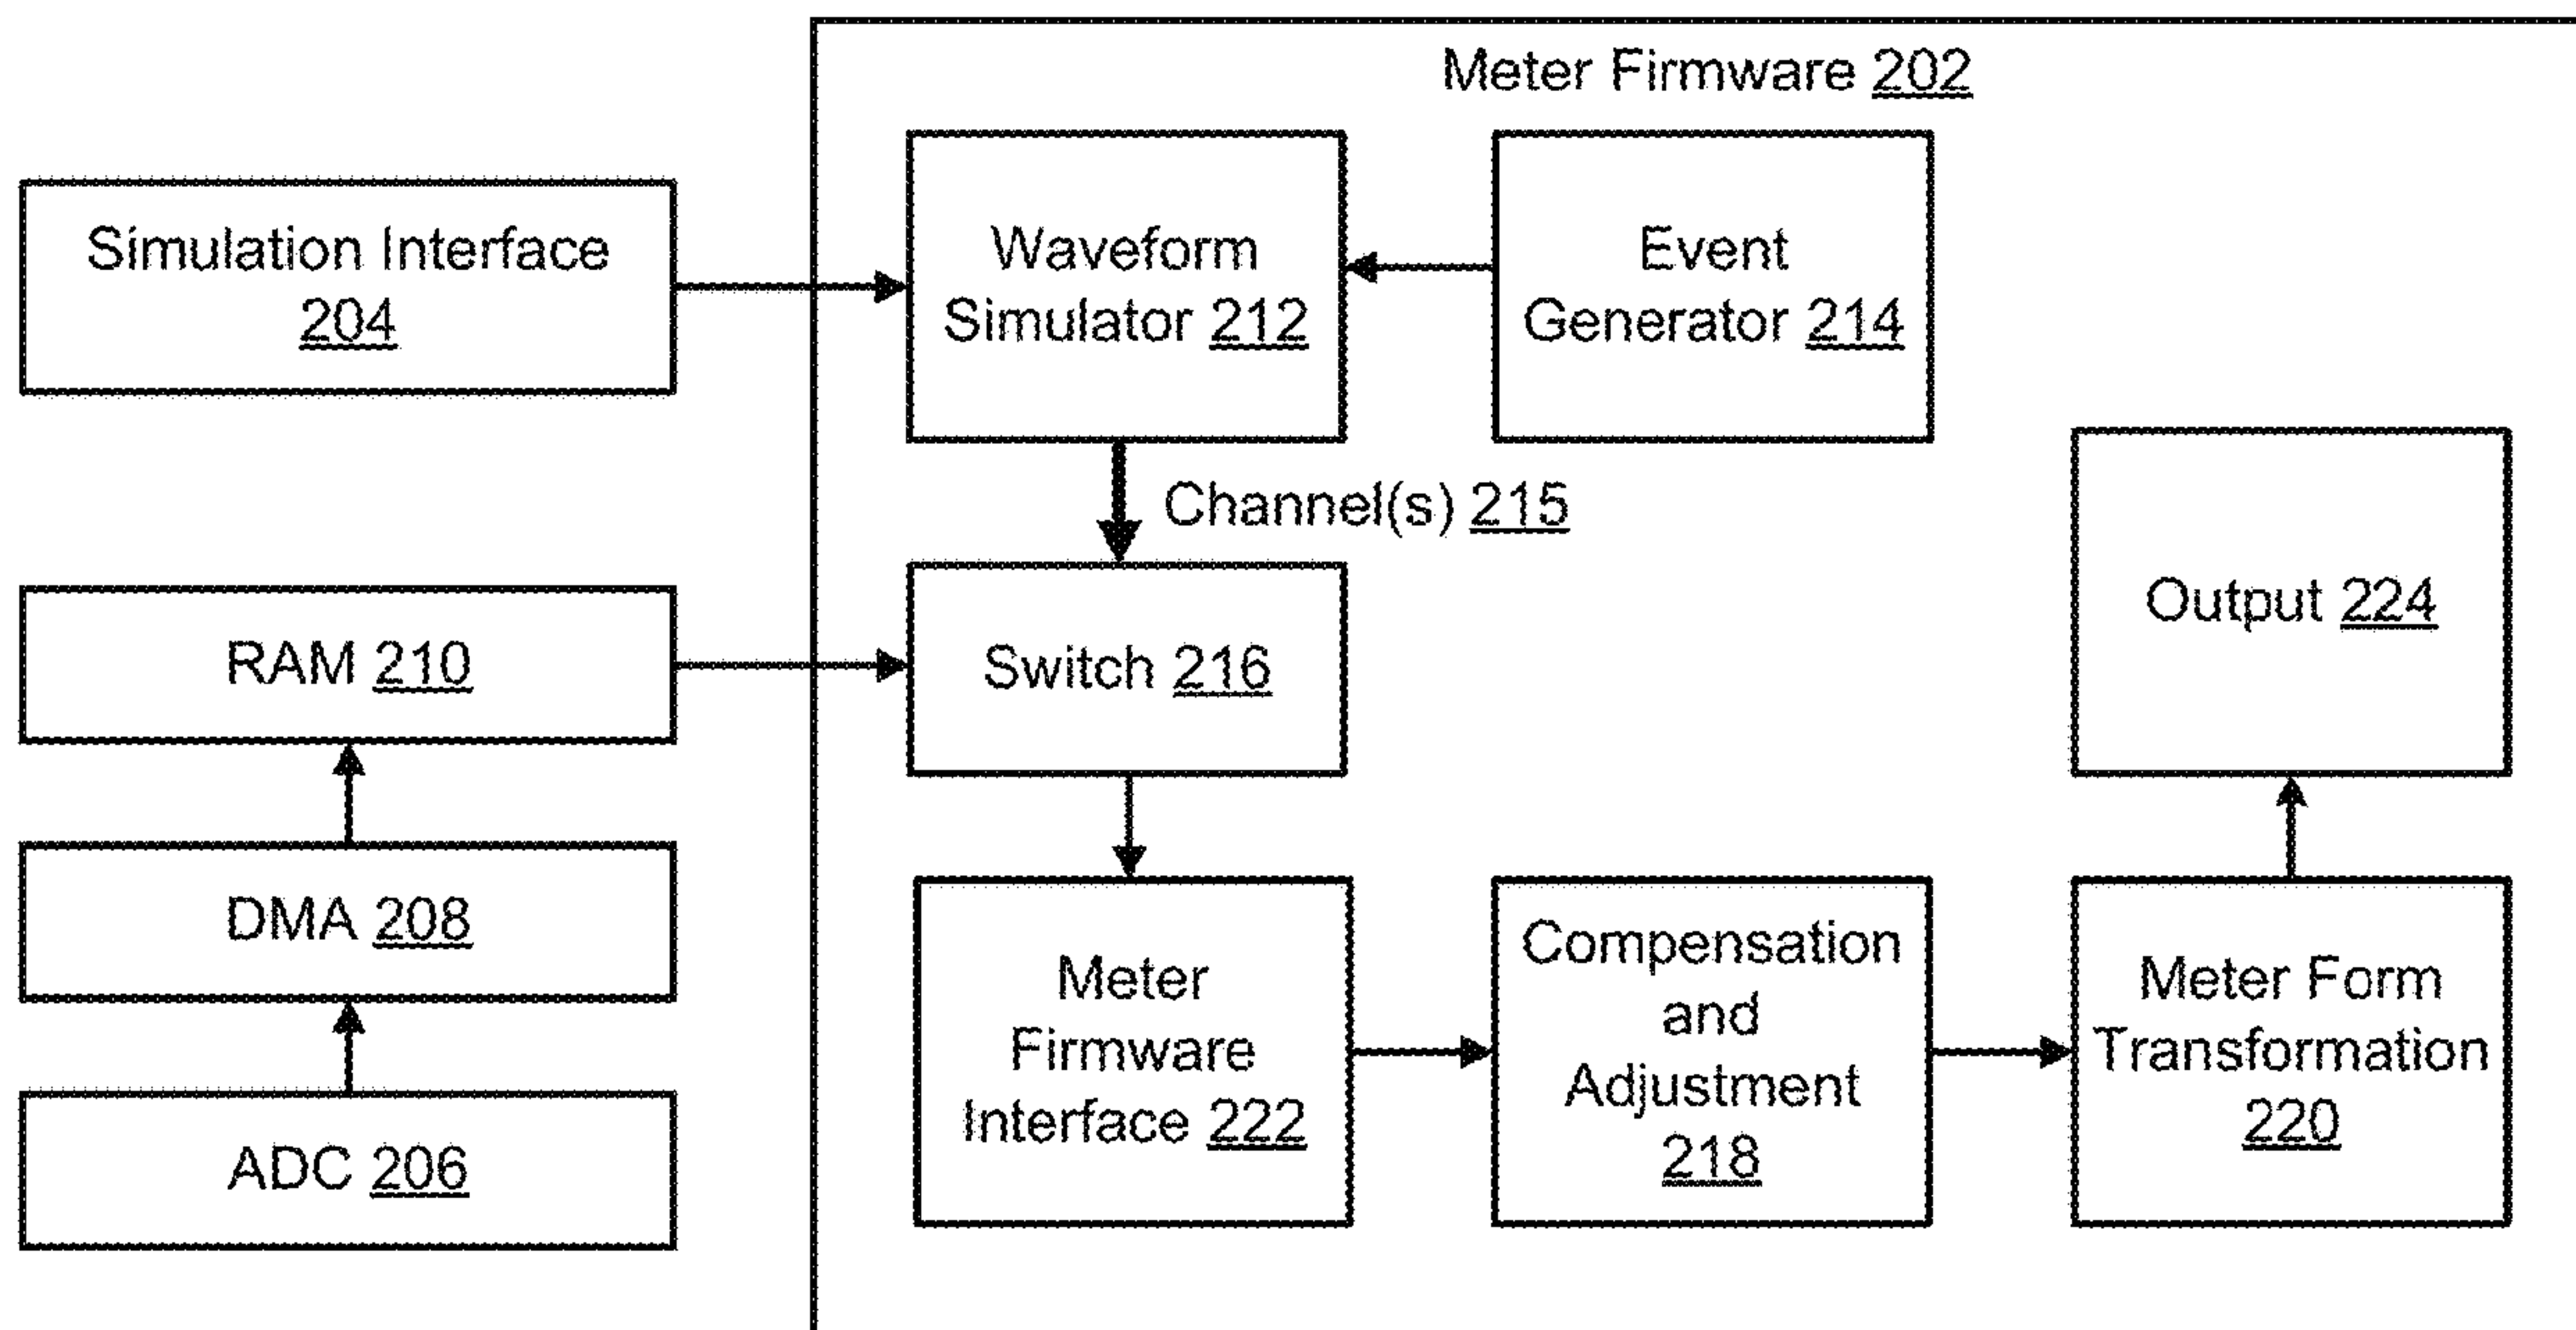 Meter Firmware 202
Simulation Interface
204
Waveform
Simulator 212
Event
Generator 214
Channel(s) 215
RAM 210
Switch 216
Output 224
DMA 208
ADC 206
Meter
Firmware
Interface 222
Compensation
and
Adjustment
218
Meter Form
Transformation
220